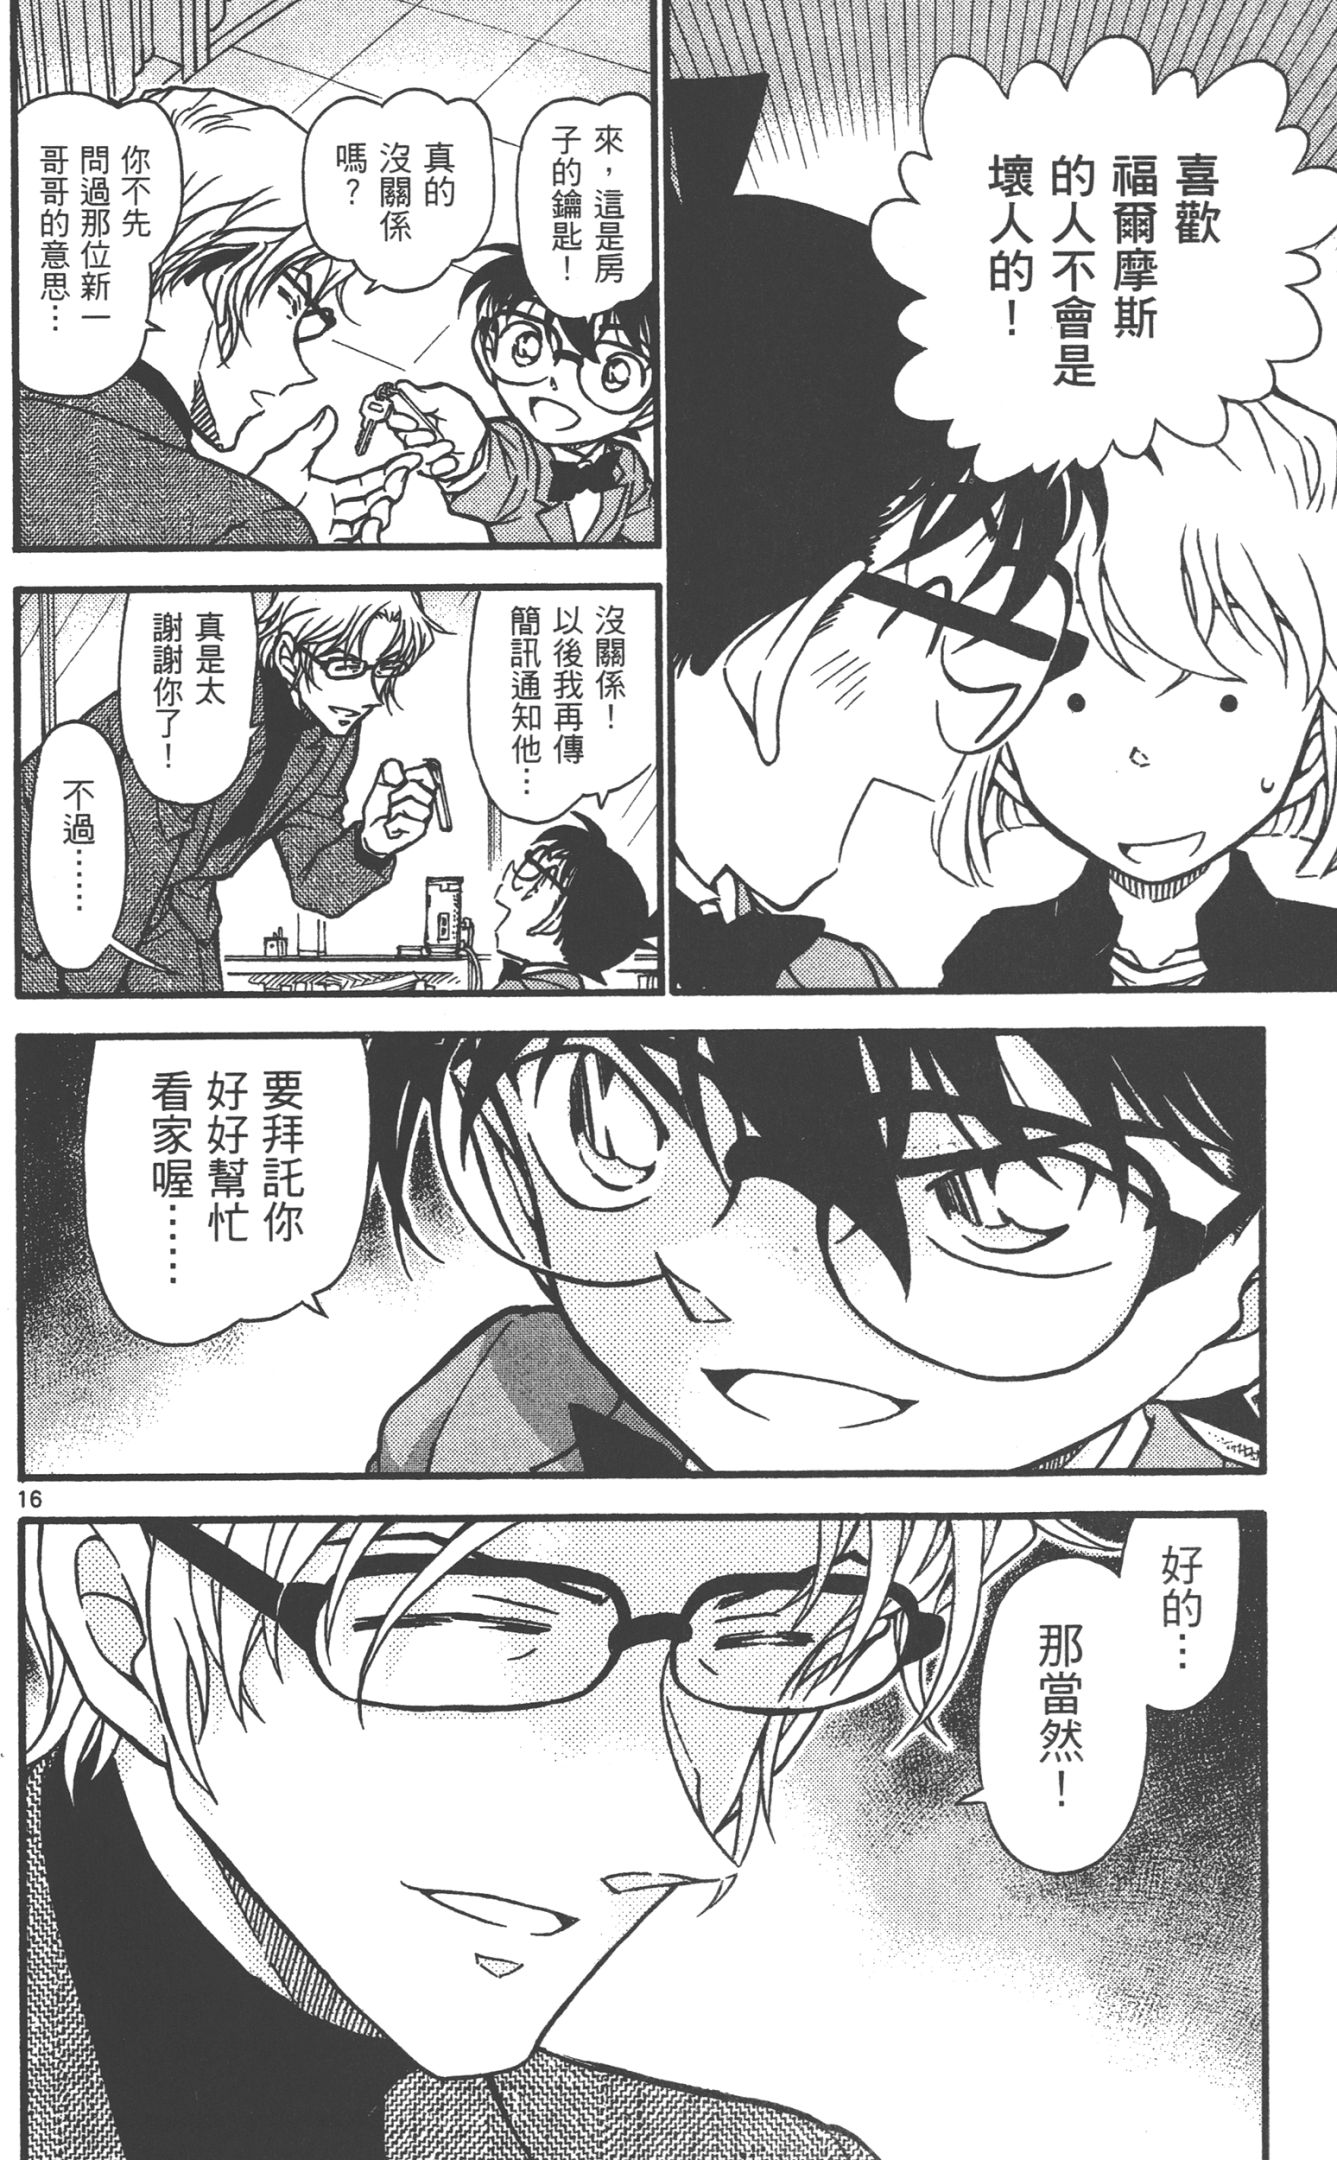 喜歡
福爾摩斯
的人不會是
壞人的！
來，這是房
子的鑰匙！
真的
沒關係
嗎？
你不先
問過那位新一
哥哥的意思…
沒關係！
以後我再傳
簡訊通知他…
真是太
謝謝你了！
不過……
要拜託你
好好幫忙
看家喔……
16
好的…
那當然！